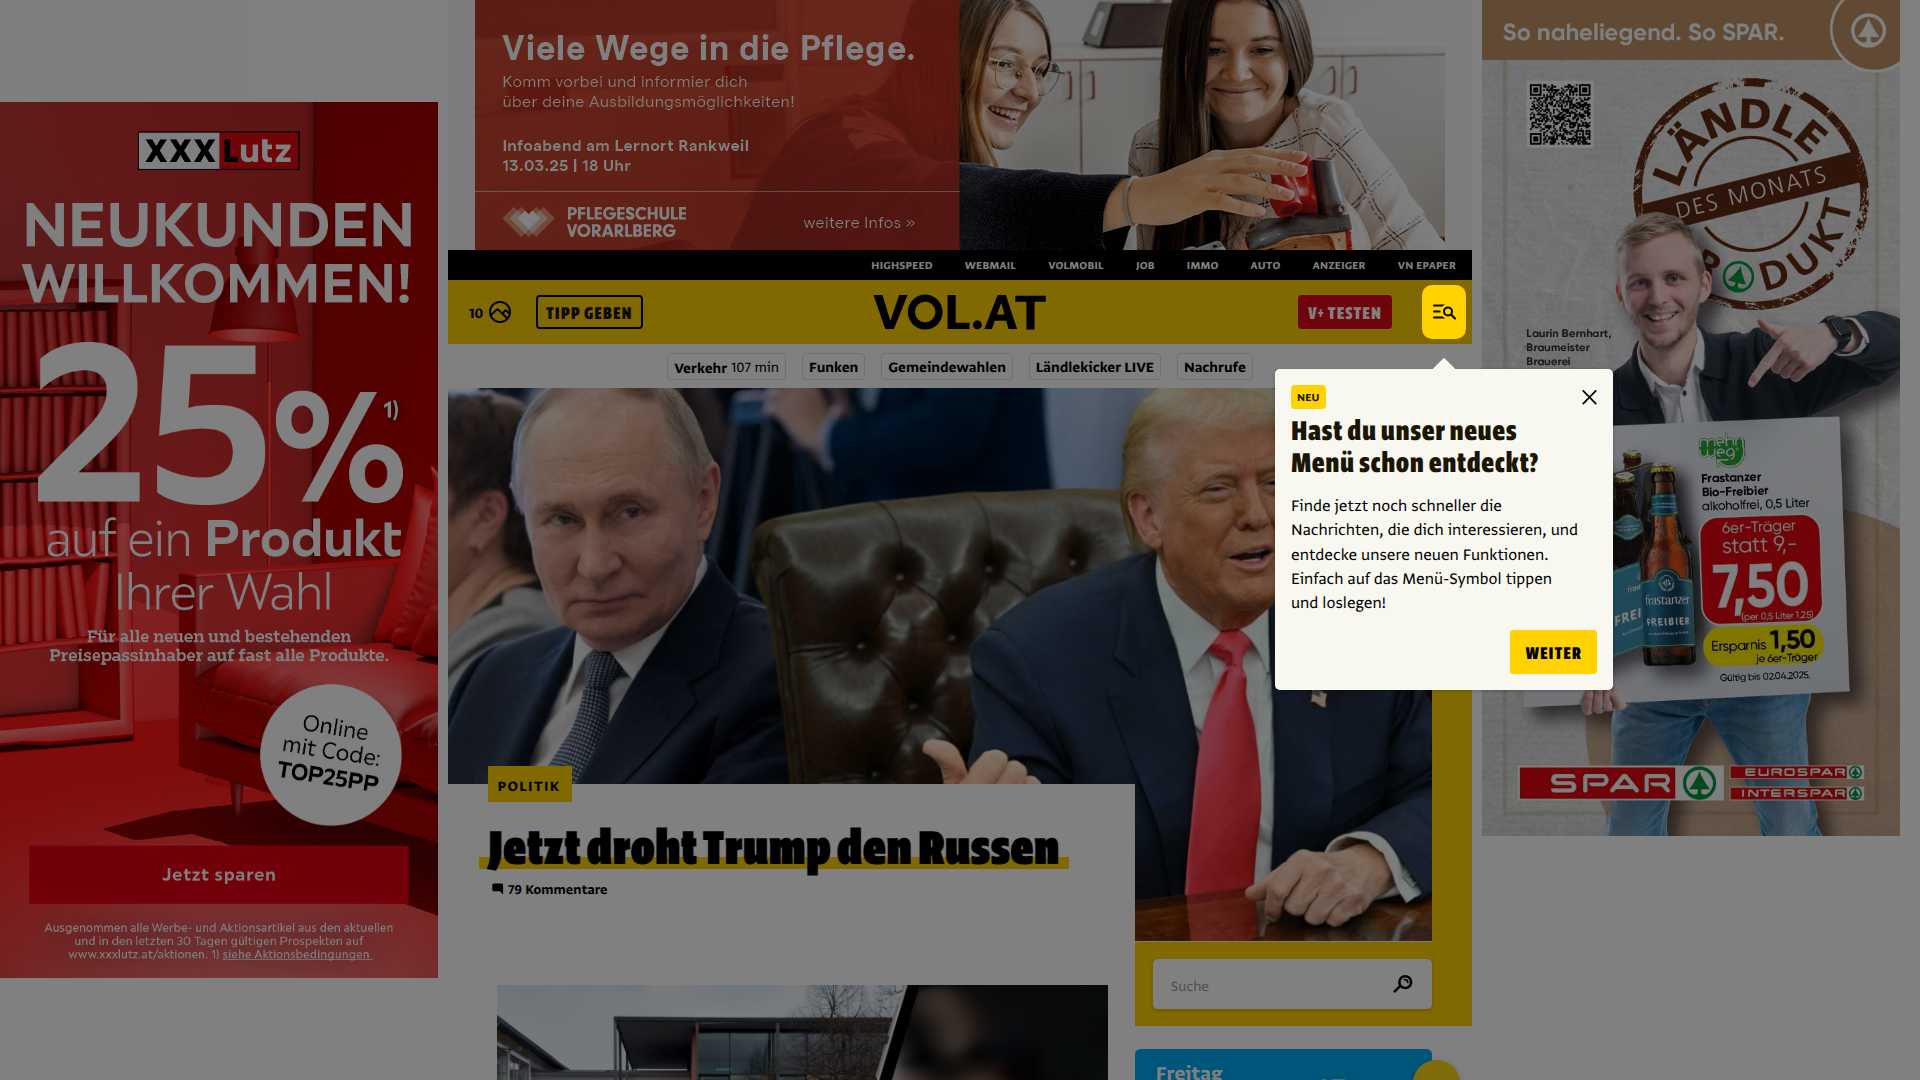 Viele Wege in die Pflege.
Komm vorbei und informier dich
über deine Ausbildungsmöglichkeiten!
Infoabend am Lernort Rankweil
13.03.25 | 18 Uhr
PFLEGESCHULE
VORARLBERG
weitere Infos »
So naheliegend. So SPAR.
XXXLutz
NEUKUNDEN
WILLKOMMEN!
25%1)
auf ein Produkt
Ihrer Wahl
Für alle neuen und bestehenden
Preisepassinhaber auf fast alle Produkte.
Online
mit Code:
TOP25PP
Jetzt sparen
Ausgenommen alle Werbe- und Aktionsartikel aus den aktuellen
und in den letzten 30 Tagen gültigen Prospekten auf
www.xxxlutz.at/aktionen. 1) siehe Aktionsbedingungen
HIGHSPEED WEBMAIL VOLMOBIL JOB IMMO AUTO ANZEIGER VN EPAPER
10 TIPP GEBEN VOL.AT V+ TESTEN
Verkehr 107 min Funken Gemeindewahlen Ländlekicker LIVE Nachrufe
NEU
Hast du unser neues
Menü schon entdeckt?
Finde jetzt noch schneller die
Nachrichten, die dich interessieren, und
entdecke unsere neuen Funktionen.
Einfach auf das Menü-Symbol tippen
und loslegen!
WEITER
POLITIK
Jetzt droht Trump den Russen
79 Kommentare
Suche
Freitag
LÄNDLE
DES MONATS
PRODUKT
Laurin Bernhart,
Braumeister
Brauerei
mehr
weg
Frastanzer
Bio-Freibier
alkoholfrei, 0,5 Liter
6er-Träger
statt 9,-
7,50
(per 0,5 Liter 1.25)
Ersparnis 1,50
je 6er-Träger
Gültig bis 02.04.2025.
frastanzer
FREIBIER
SPAR
EUROSPAR
INTERSPAR